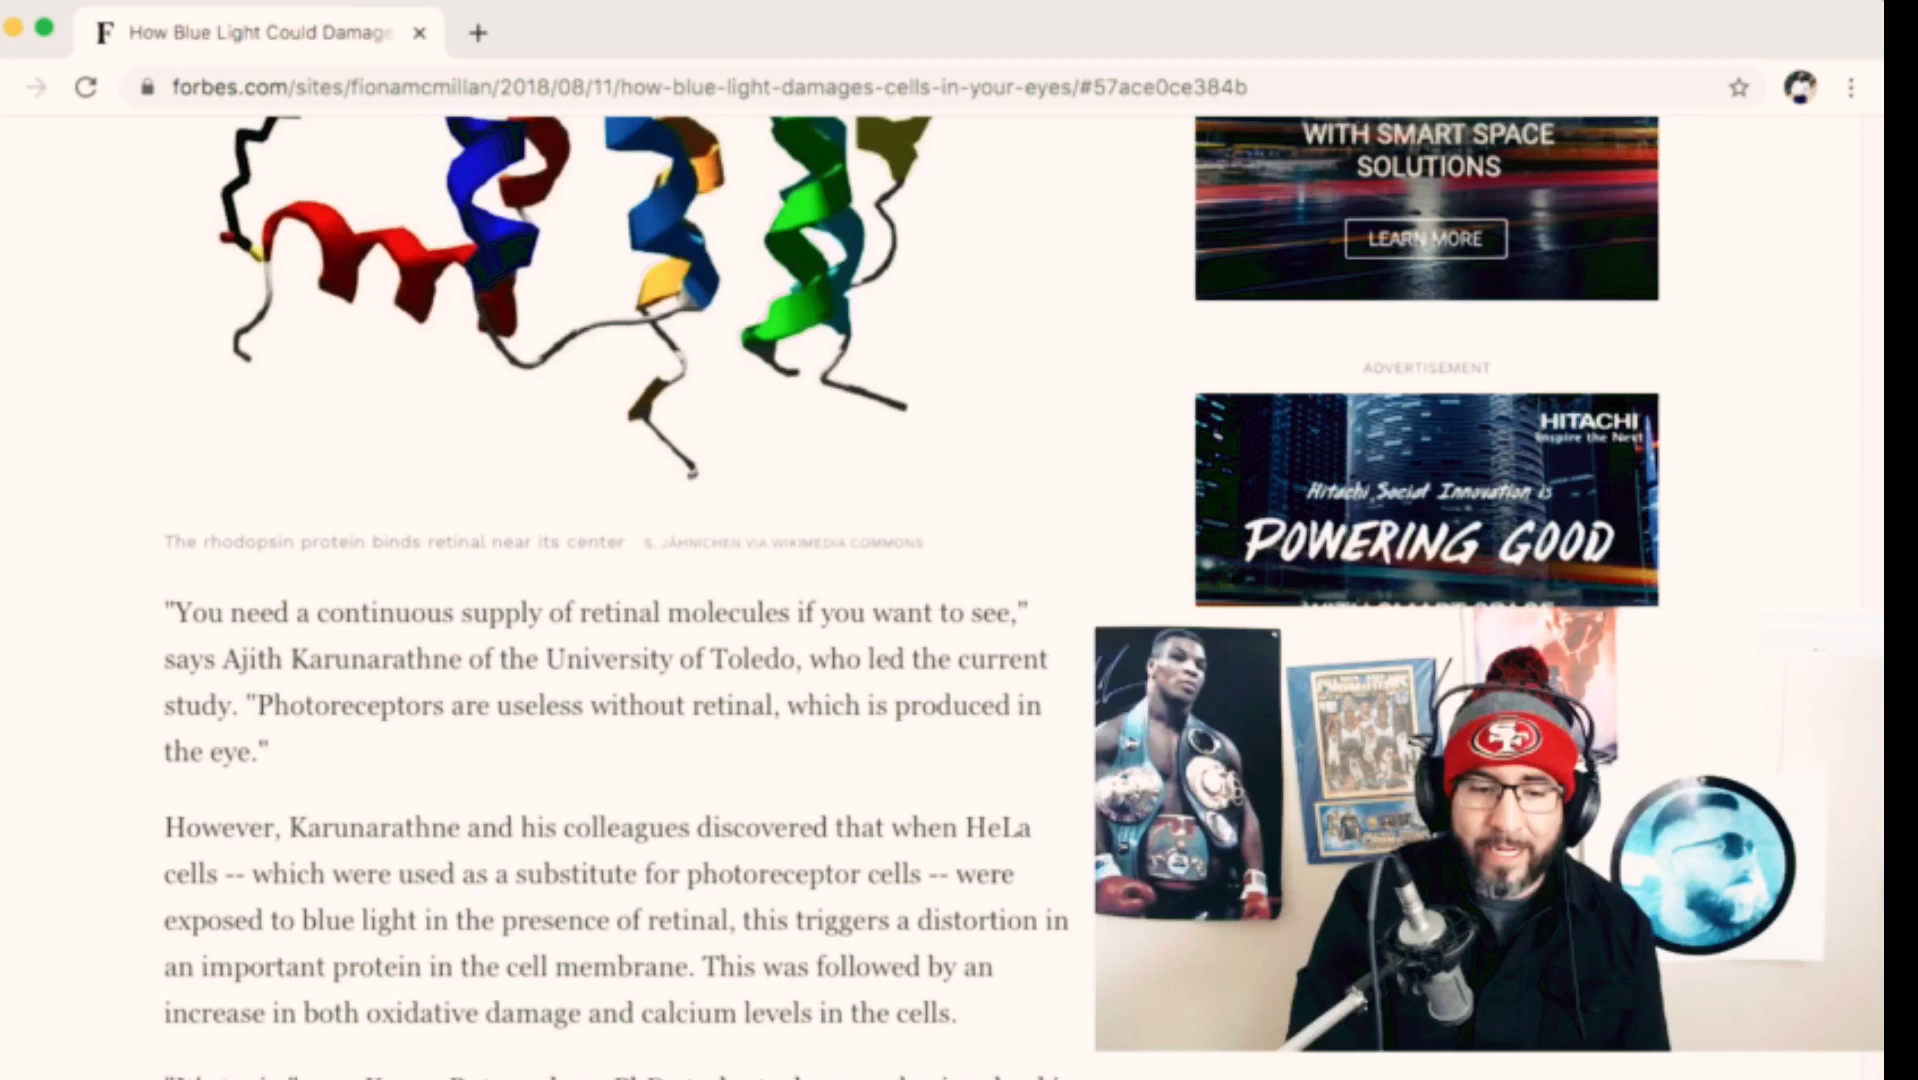 F How Blue Light Could Damage
forbes.com/sites/fionamcmillan/2018/08/11/how-blue-light-damages-cells-in-your-eyes/#57ace0ce384b
WITH SMART SPACE
SOLUTIONS
LEARN MORE
ADVERTISEMENT
HITACHI
Inspire the Next
Hitachi Social Innovation is
POWERING GOOD
The rhodopsin protein binds retinal near its center S. JÄHNICHEN VIA WIKIMEDIA COMMONS
"You need a continuous supply of retinal molecules if you want to see,"
says Ajith Karunarathne of the University of Toledo, who led the current
study. "Photoreceptors are useless without retinal, which is produced in
the eye."
However, Karunarathne and his colleagues discovered that when HeLa
cells -- which were used as a substitute for photoreceptor cells -- were
exposed to blue light in the presence of retinal, this triggers a distortion in
an important protein in the cell membrane. This was followed by an
increase in both oxidative damage and calcium levels in the cells.
SF